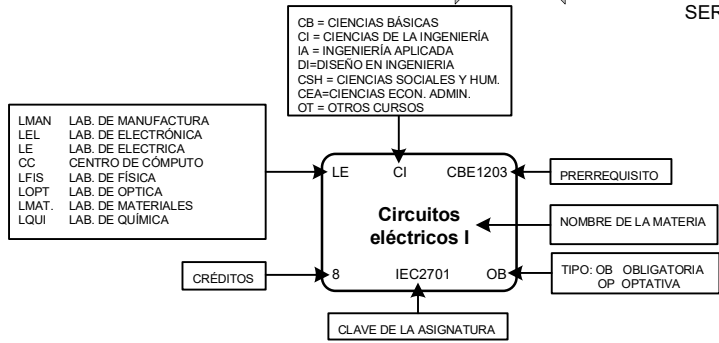 SER
CB = CIENCIAS BÁSICAS
CI = CIENCIAS DE LA INGENIERÍA
IA = INGENIERÍA APLICADA
DI=DISEÑO EN INGENIERIA
CSH = CIENCIAS SOCIALES Y HUM.
CEA=CIENCIAS ECON. ADMIN.
OT = OTROS CURSOS
LMAN LAB. DE MANUFACTURA
LEL LAB. DE ELECTRÓNICA
LE LAB. DE ELECTRICA
CC CENTRO DE CÓMPUTO
LFIS LAB. DE FÍSICA
LOPT LAB. DE OPTICA
LMAT. LAB. DE MATERIALES
LQUI LAB. DE QUÍMICA
LE CI CBE1203
PRERREQUISITO
Circuitos
eléctricos I
NOMBRE DE LA MATERIA
CRÉDITOS
8 IEC2701 OB
TIPO: OB OBLIGATORIA
OP OPTATIVA
CLAVE DE LA ASIGNATURA